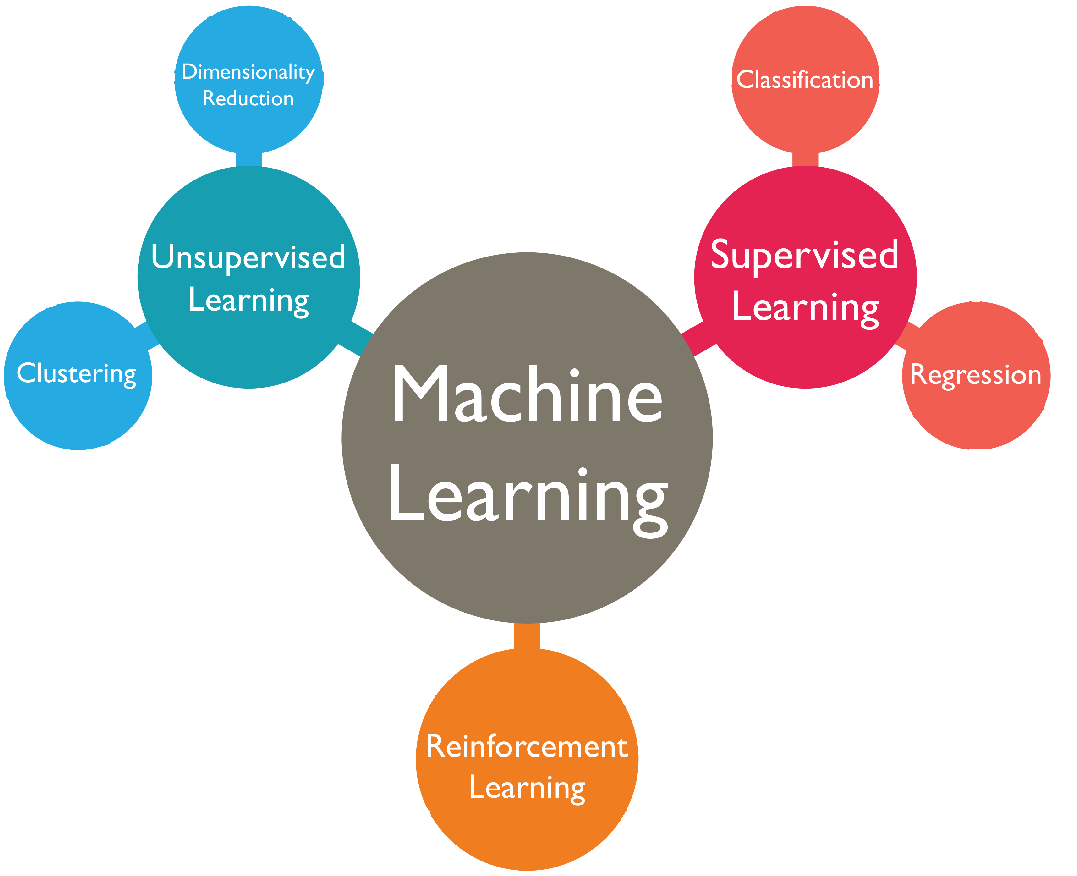 Dimensionality
Reduction
Classification
Unsupervised
Learning
Supervised
Learning
Clustering
Regression
Machine
Learning
Reinforcement
Learning